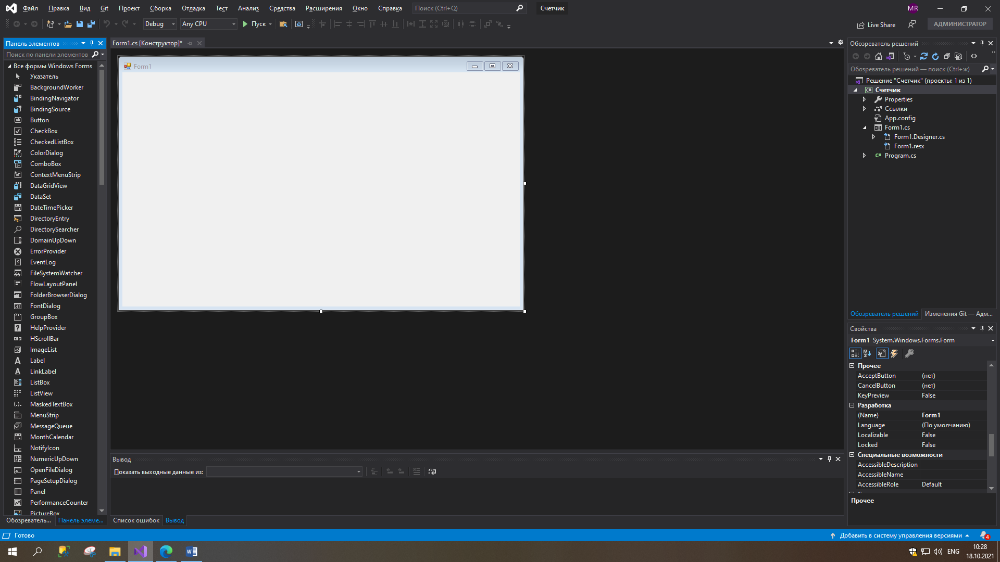 Файл Правка Вид Git Проект Сборка Отладка Тест Анализ Средства Расширения Окно Справка Поиск (Ctrl+Q) Счетчик MR
Debug Any CPU Пуск Live Share АДМИНИСТРАТОР
Панель элементов
Поиск по панели элементов
Все формы Windows Forms
Указатель
BackgroundWorker
BindingNavigator
BindingSource
Button
CheckBox
CheckedListBox
ColorDialog
ComboBox
ContextMenuStrip
DataGridView
DataSet
DateTimePicker
DirectoryEntry
DirectorySearcher
DomainUpDown
ErrorProvider
EventLog
FileSystemWatcher
FlowLayoutPanel
FolderBrowserDialog
FontDialog
GroupBox
HelpProvider
HScrollBar
ImageList
Label
LinkLabel
ListBox
ListView
MaskedTextBox
MenuStrip
MessageQueue
MonthCalendar
NotifyIcon
NumericUpDown
OpenFileDialog
PageSetupDialog
Panel
PerformanceCounter
PictureBox
Обозреватель... Панель элеме...
Form1.cs [Конструктор]*
Form1
Вывод
Показать выходные данные из:
Список ошибок Вывод
Обозреватель решений
Обозреватель решений — поиск (Ctrl+ж)
Решение "Счетчик" (проекты: 1 из 1)
Счетчик
Properties
Ссылки
App.config
Form1.cs
Form1.Designer.cs
Form1.resx
Program.cs
Обозреватель решений Изменения Git — Адм...
Свойства
Form1 System.Windows.Forms.Form
Прочее
AcceptButton (нет)
CancelButton (нет)
KeyPreview False
Разработка
(Name) Form1
Language (По умолчанию)
Localizable False
Locked False
Специальные возможности
AccessibleDescription
AccessibleName
AccessibleRole Default
Прочее
Готово Добавить в систему управления версиями 4
ENG
10:28
18.10.2021